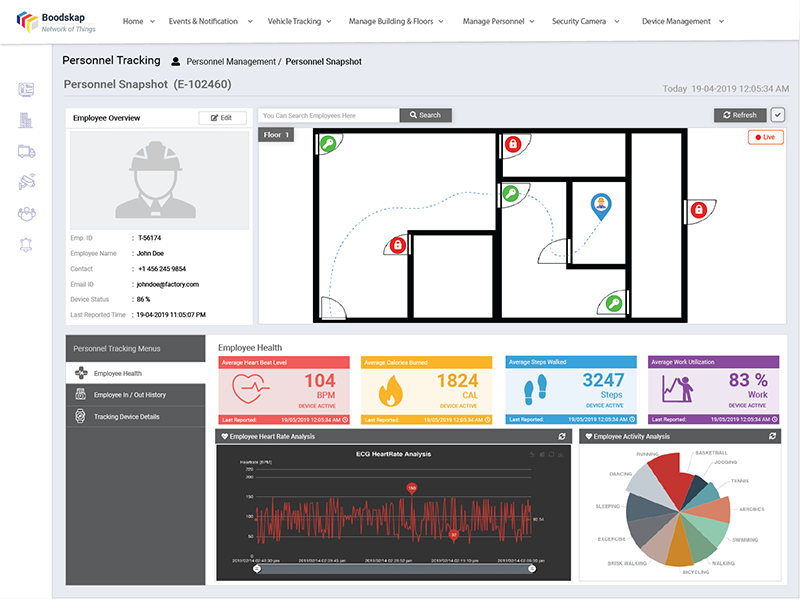 Boodskap
Network of Things
Home
Events & Notification
Vehicle Tracking
Manage Building & Floors
Manage Personnel
Security Camera
Device Management
Personnel Tracking
Personnel Management / Personnel Snapshot
Personnel Snapshot (E-102460)
Today 19-04-2019 12:05:34 AM
Employee Overview
Edit
You Can Search Employees Here
Search
Refresh
Floor 1
Live
Emp. ID : T-56174
Employee Name : John Doe
Contact : +1 456 245 9854
Email ID : johndoe@factory.com
Device Status : 86 %
Last Reported Time : 19-04-2019 11:05:07 PM
Personnel Tracking Menus
Employee Health
Employee In / Out History
Tracking Device Details
Employee Health
Average Heart Beat Level
104
BPM
DEVICE ACTIVE
Last Reported: 19/05/2019 12:05:34 AM
Average Calories Burned
1824
CAL
DEVICE ACTIVE
Last Reported: 19/05/2019 12:05:34 AM
Average Steps Walked
3247
Steps
DEVICE ACTIVE
Last Reported: 19/05/2019 12:05:34 AM
Average Work Utilization
83 %
Work
DEVICE ACTIVE
Last Reported: 19/05/2019 12:05:34 AM
Employee Heart Rate Analysis
ECG HeartRate Analysis
HeartRate (BPM)
200
150
100
50
0
Employee Activity Analysis
RUNNING
BASKETBALL
JOGGING
TENNIS
AEROBICS
SWIMMING
WALKING
BICYCLING
BRISK WALKING
SLEEPING
DANCING